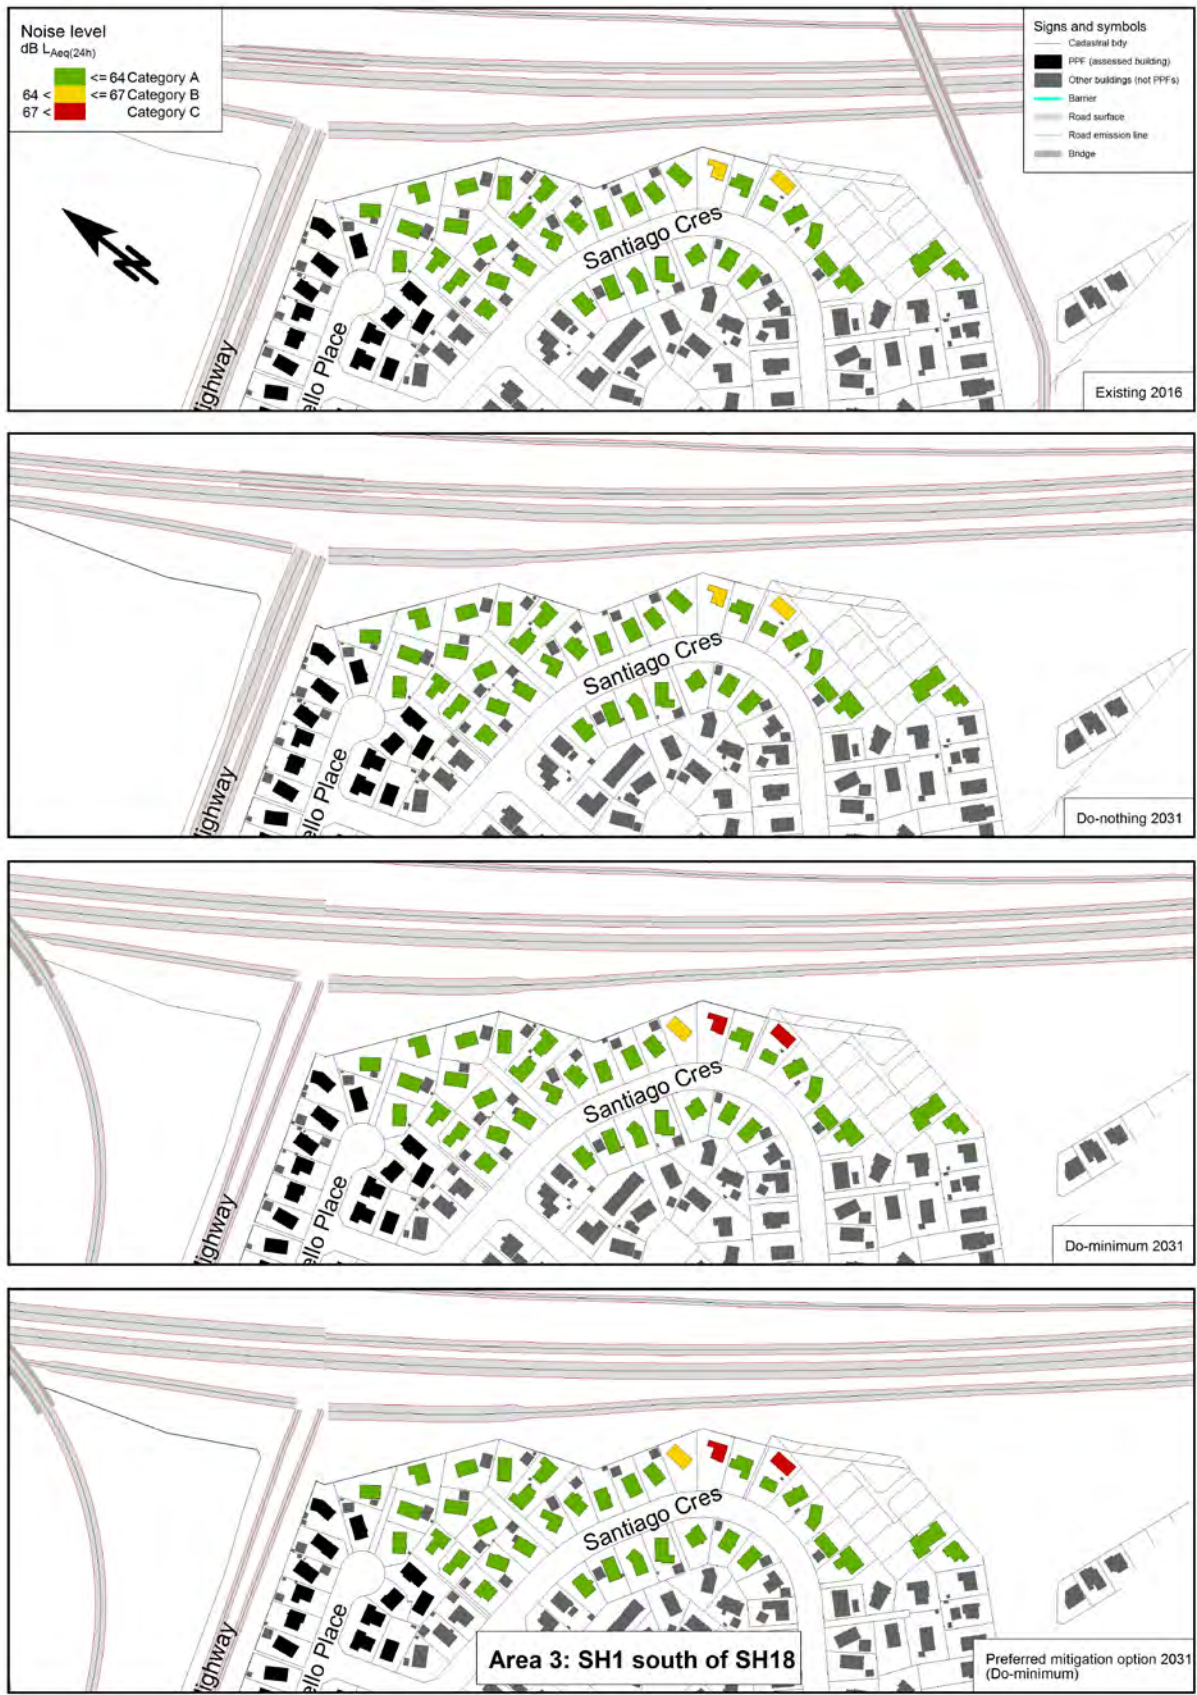 Noise level
dB LAeq(24h)
<= 64 Category A
64 < <= 67 Category B
67 < Category C
Signs and symbols
Cadastral bdy
PPF (assessed building)
Other buildings (not PPFs)
Barrier
Road surface
Road emission line
Bridge
Santiago Cres
ighway
ello Place
Existing 2016
Santiago Cres
ighway
ello Place
Do-nothing 2031
Santiago Cres
ighway
ello Place
Do-minimum 2031
Santiago Cres
ighway
ello Place
Area 3: SH1 south of SH18
Preferred mitigation option 2031
(Do-minimum)